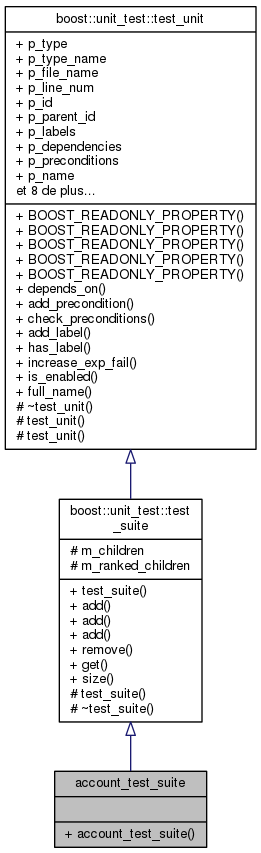 boost::unit_test::test_unit
+ p_type
+ p_type_name
+ p_file_name
+ p_line_num
+ p_id
+ p_parent_id
+ p_labels
+ p_dependencies
+ p_preconditions
+ p_name
et 8 de plus...
+ BOOST_READONLY_PROPERTY()
+ BOOST_READONLY_PROPERTY()
+ BOOST_READONLY_PROPERTY()
+ BOOST_READONLY_PROPERTY()
+ BOOST_READONLY_PROPERTY()
+ depends_on()
+ add_precondition()
+ check_preconditions()
+ add_label()
+ has_label()
+ increase_exp_fail()
+ is_enabled()
+ full_name()
# ~test_unit()
# test_unit()
# test_unit()
boost::unit_test::test
_suite
# m_children
# m_ranked_children
+ test_suite()
+ add()
+ add()
+ add()
+ remove()
+ get()
+ size()
# test_suite()
# ~test_suite()
account_test_suite
+ account_test_suite()